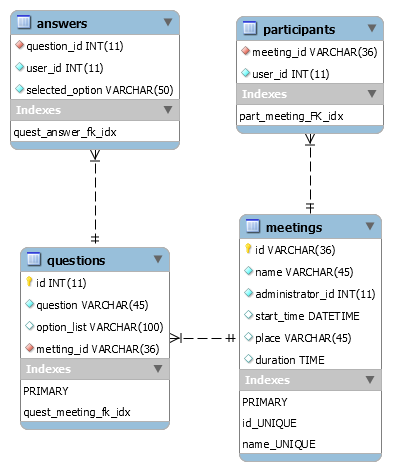 answers
question_id INT(11)
user_id INT(11)
selected_option VARCHAR(50)
Indexes
quest_answer_fk_idx
participants
meeting_id VARCHAR(36)
user_id INT(11)
Indexes
part_meeting_FK_idx
questions
id INT(11)
question VARCHAR(45)
option_list VARCHAR(100)
metting_id VARCHAR(36)
Indexes
PRIMARY
quest_meeting_fk_idx
meetings
id VARCHAR(36)
name VARCHAR(45)
administrator_id INT(11)
start_time DATETIME
place VARCHAR(45)
duration TIME
Indexes
PRIMARY
id_UNIQUE
name_UNIQUE